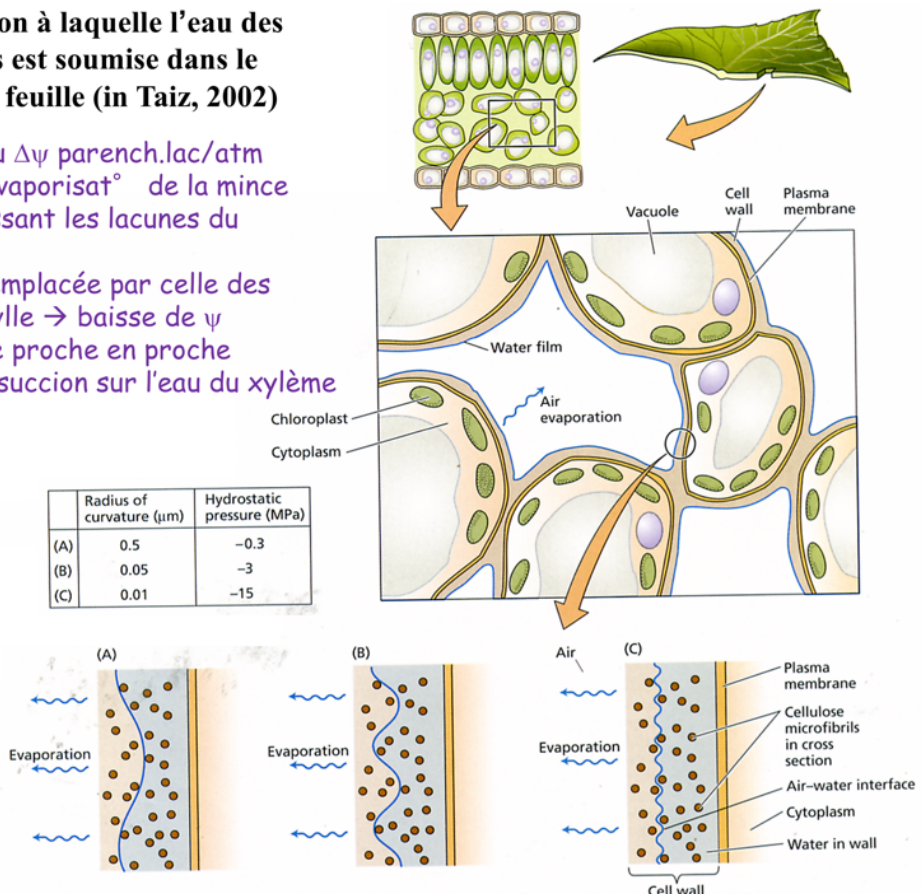 on à laquelle l'eau des
s est soumise dans le
feuille (in Taiz, 2002)
u Δψ parench.lac/atm
vaporisat° de la mince
ssant les lacunes du
mplacée par celle des
ylle → baisse de ψ
e proche en proche
succion sur l'eau du xylème
Vacuole
Cell
wall
Plasma
membrane
Water film
Air
evaporation
Chloroplast
Cytoplasm
Radius of
curvature (μm)
Hydrostatic
pressure (MPa)
(A) 0.5 −0.3
(B) 0.05 −3
(C) 0.01 −15
(A)
Evaporation
(B)
Evaporation
Air
(C)
Evaporation
Plasma
membrane
Cellulose
microfibrils
in cross
section
Air–water interface
Cytoplasm
Water in wall
Cell wall